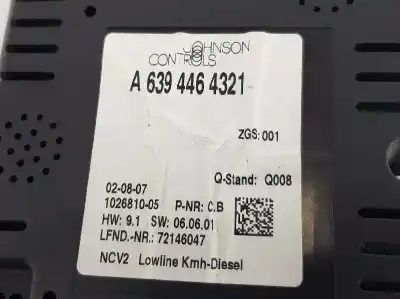 JOHNSON
CONTROLS
A 639 446 4321
ZGS: 001
02-08-07
Q-Stand: Q008
1026810-05 P-NR: C.B
HW: 9.1 SW: 06.06.01
LFND.-NR.: 72146047
NCV2 Lowline Kmh-Diesel